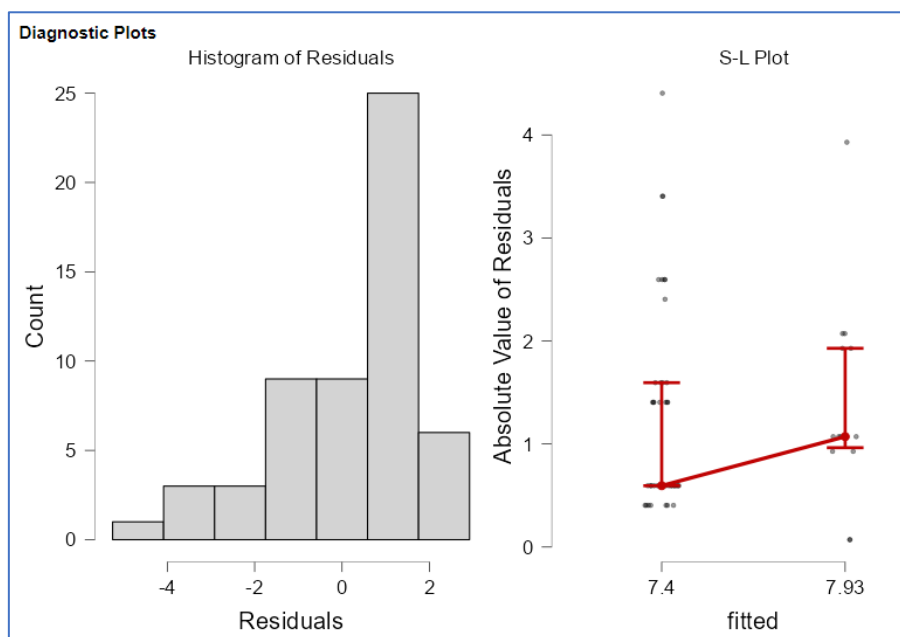 Diagnostic Plots
Histogram of Residuals
25
20
15
10
5
0
Count
-4
-2
0
2
Residuals
S-L Plot
4
3
2
1
0
Absolute Value of Residuals
7.4
7.93
fitted